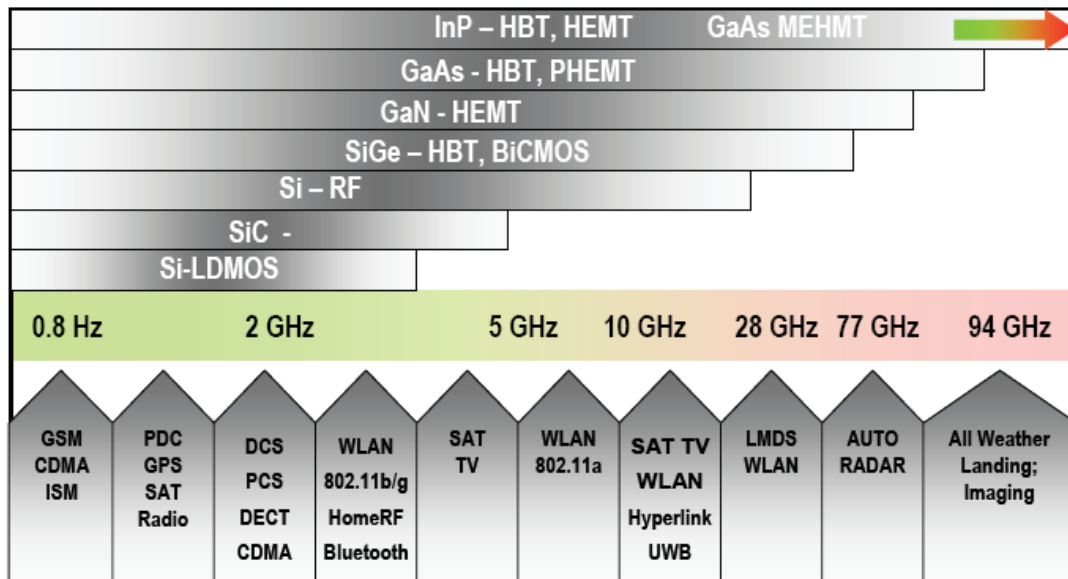 InP – HBT, HEMT GaAs MEHMT
GaAs - HBT, PHEMT
GaN - HEMT
SiGe – HBT, BiCMOS
Si – RF
SiC -
Si-LDMOS
0.8 Hz 2 GHz 5 GHz 10 GHz 28 GHz 77 GHz 94 GHz
GSM
CDMA
ISM
PDC
GPS
SAT
Radio
DCS
PCS
DECT
CDMA
WLAN
802.11b/g
HomeRF
Bluetooth
SAT
TV
WLAN
802.11a
SAT TV
WLAN
Hyperlink
UWB
LMDS
WLAN
AUTO
RADAR
All Weather
Landing;
Imaging